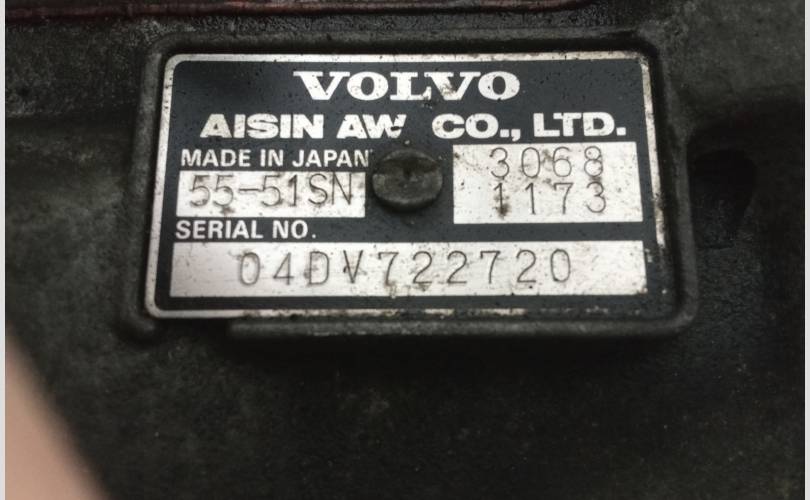 VOLVO
AISIN AW CO., LTD.
MADE IN JAPAN 3068
55-51SN 1173
SERIAL NO.
04DV722720